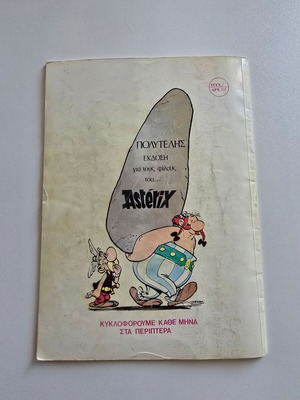 ΠΟΛΥΤΕΛΗΣ
ΕΚΔΟΣΗ
για τους φίλους
του...
Astérix
ΚΥΚΛΟΦΟΡΟΥΜΕ ΚΑΘΕ ΜΗΝΑ
ΣΤΑ ΠΕΡΙΠΤΕΡΑ